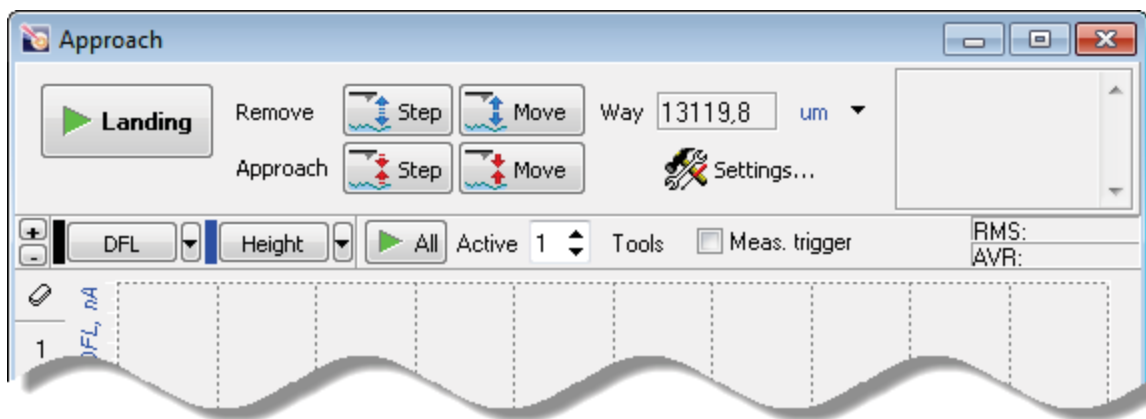 Approach
Landing Remove Step Move Way 13119,8 um
Approach Step Move Settings...
+ DFL Height All Active 1 Tools Meas. trigger RMS:
- AVR:
DFL, nA
1